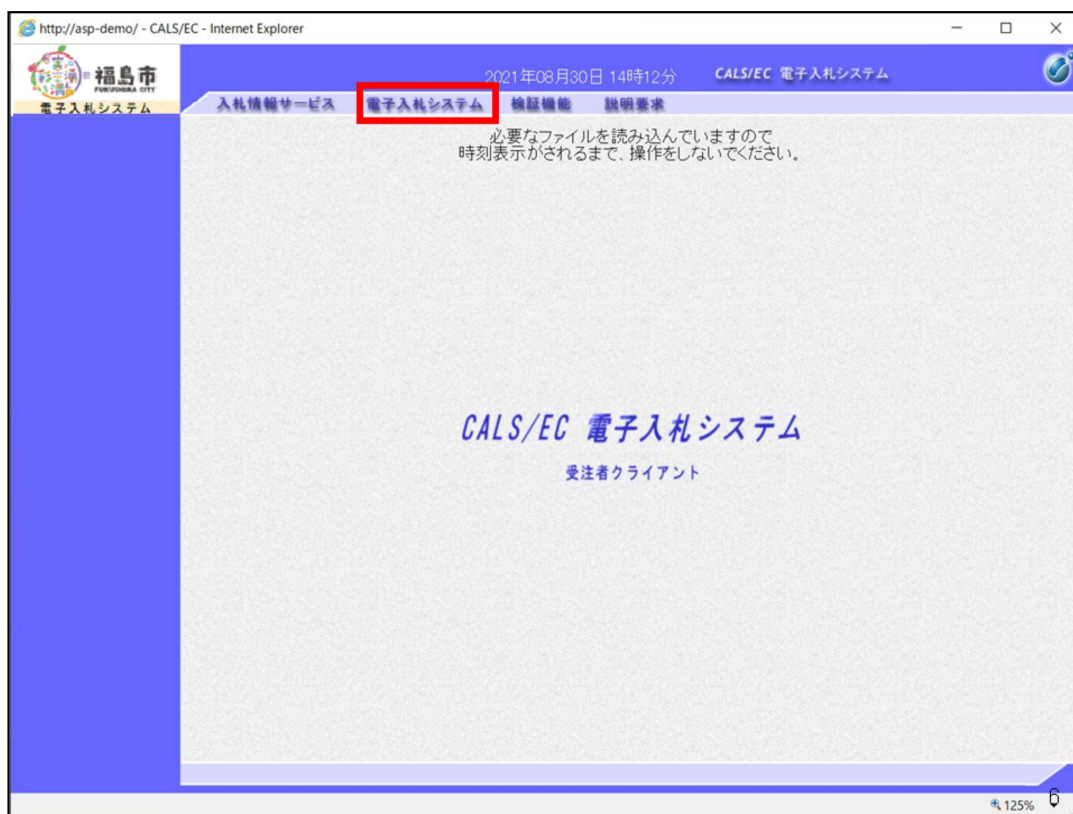 http://asp-demo/ - CALS/EC - Internet Explorer
福島市
FUKUSHIMA CITY
電子入札システム
2021年08月30日 14時12分
CALS/EC 電子入札システム
入札情報サービス
電子入札システム
検証機能
説明要求
必要なファイルを読み込んでいますので
時刻表示がされるまで、操作をしないでください。
CALS/EC 電子入札システム
受注者クライアント
125%
6